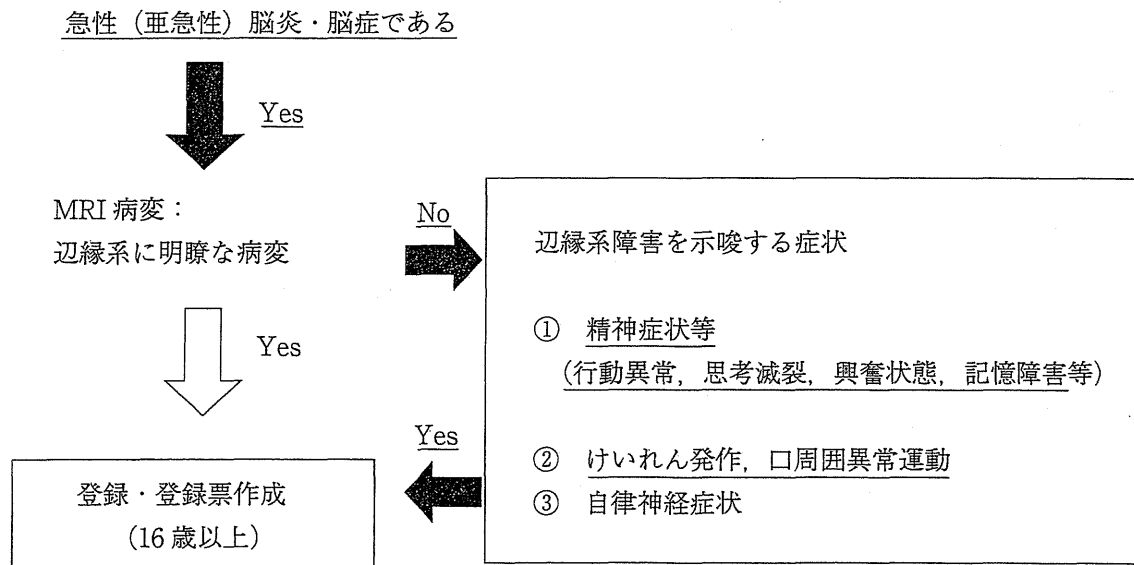 急性（亜急性）脳炎・脳症である
Yes
MRI 病変：
辺縁系に明瞭な病変
No
辺縁系障害を示唆する症状
① 精神症状等
（行動異常，思考滅裂，興奮状態，記憶障害等）
② けいれん発作，口周囲異常運動
③ 自律神経症状
Yes
Yes
登録・登録票作成
（16 歳以上）